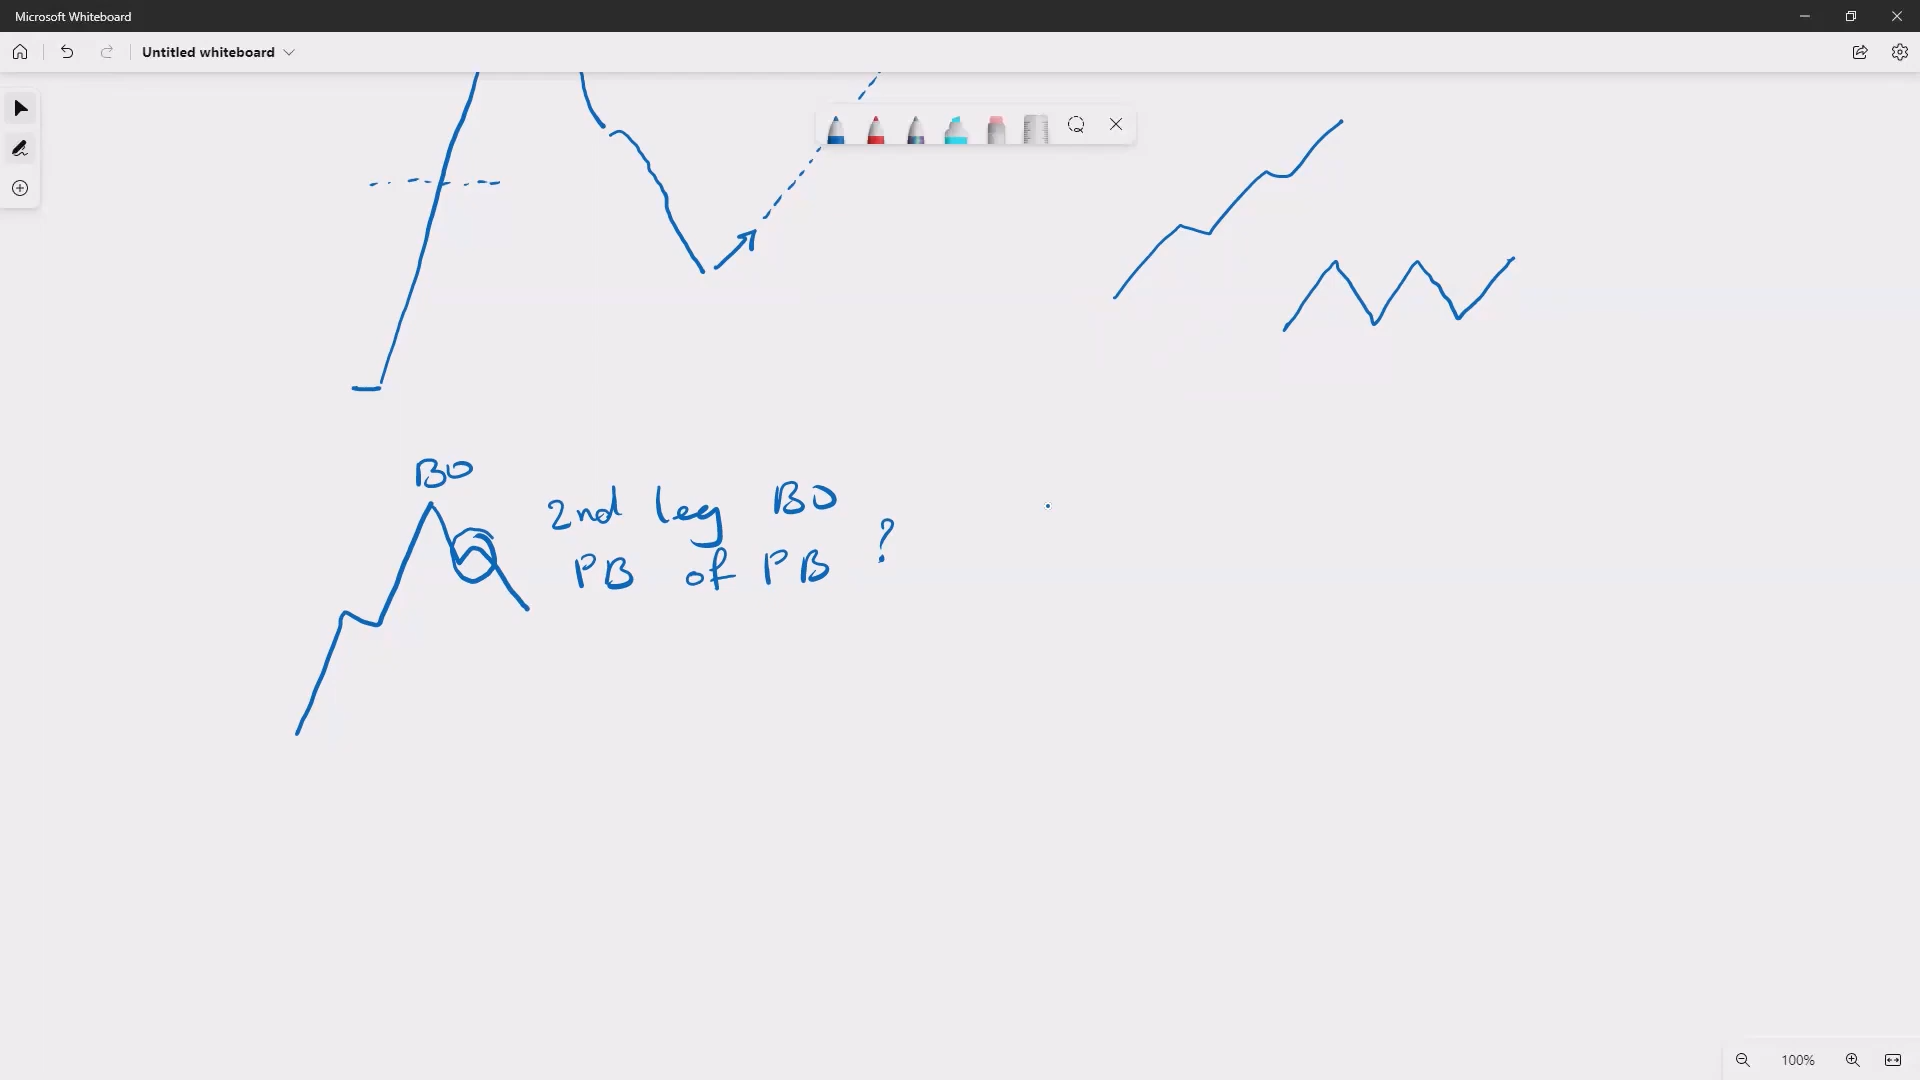 Microsoft Whiteboard
Untitled whiteboard
BO
2nd leg BO
PB of PB ?
100%